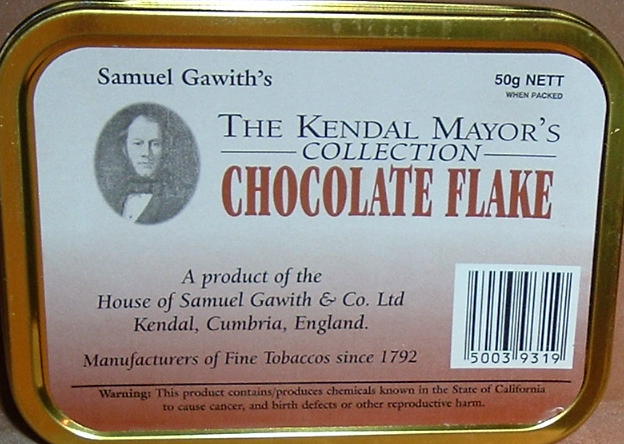 Samuel Gawith's
50g NETT
WHEN PACKED
THE KENDAL MAYOR'S
COLLECTION
CHOCOLATE FLAKE
A product of the
House of Samuel Gawith & Co. Ltd
Kendal, Cumbria, England.
Manufacturers of Fine Tobaccos since 1792
5003 9319
Warning: This product contains/produces chemicals known in the State of California
to cause cancer, and birth defects or other reproductive harm.